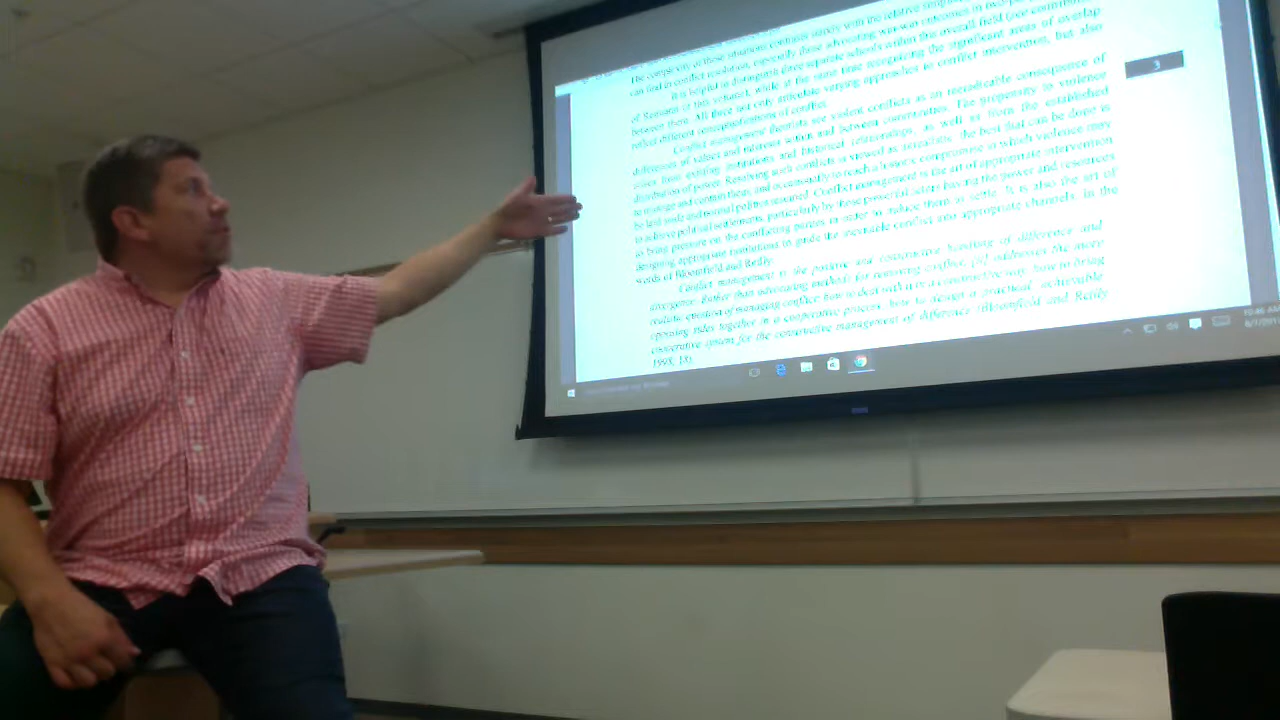 The complexity of these situations contrasts starkly with the relative simplicity
can find in conflict resolution, especially those advocating win-win outcomes in two-party
It is helpful to distinguish three separate schools within this overall field (see
of Research in this volume), while at the same time recognizing the significant areas of overlap
between them. All three not only articulate varying approaches to conflict intervention, but also
reflect different conceptualizations of conflict.
Conflict management theorists see violent conflicts as an ineradicable consequence of
differences of values and interests within and between communities. The propensity to violence
arises from existing institutions and historical relationships, as well as from the established
distribution of power. Resolving such conflicts is viewed as unrealistic: the best that can be done is
to manage and contain them, and occasionally to reach a historic compromise in which violence may
be laid aside and normal politics resumed. Conflict management is the art of appropriate intervention
to achieve political settlements, particularly by those powerful actors having the power and resources
to bring pressure on the conflicting parties in order to induce them to settle. It is also the art of
designing appropriate institutions to guide the inevitable conflict into appropriate channels. In the
words of Bloomfield and Reilly:
Conflict management is the positive and constructive handling of difference and
divergence. Rather than advocating methods for removing conflict, [it] addresses the more
realistic question of managing conflict: how to deal with it in a constructive way, how to bring
opposing sides together in a cooperative process, how to design a practical, achievable,
cooperative system for the constructive management of difference (Bloomfield and Reilly
1998, 18).
3
10:46 AM